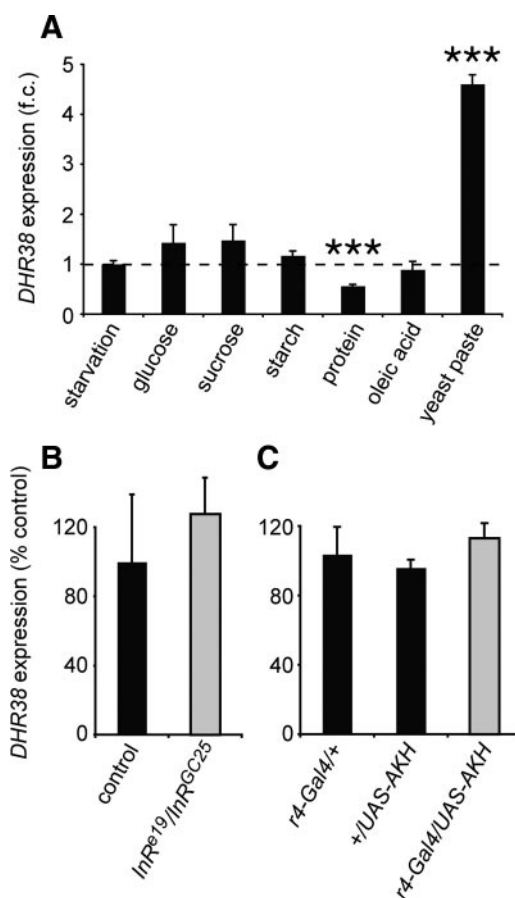 A
DHR38 expression (f.c.)
5
4
3
2
1
0
***
***
starvation
glucose
sucrose
starch
protein
oleic acid
yeast paste
B
C
DHR38 expression (% control)
120
80
40
0
control
InR^e19/InR^GC25
120
80
40
0
r4-Gal4/+
+/UAS-AKH
r4-Gal4/UAS-AKH